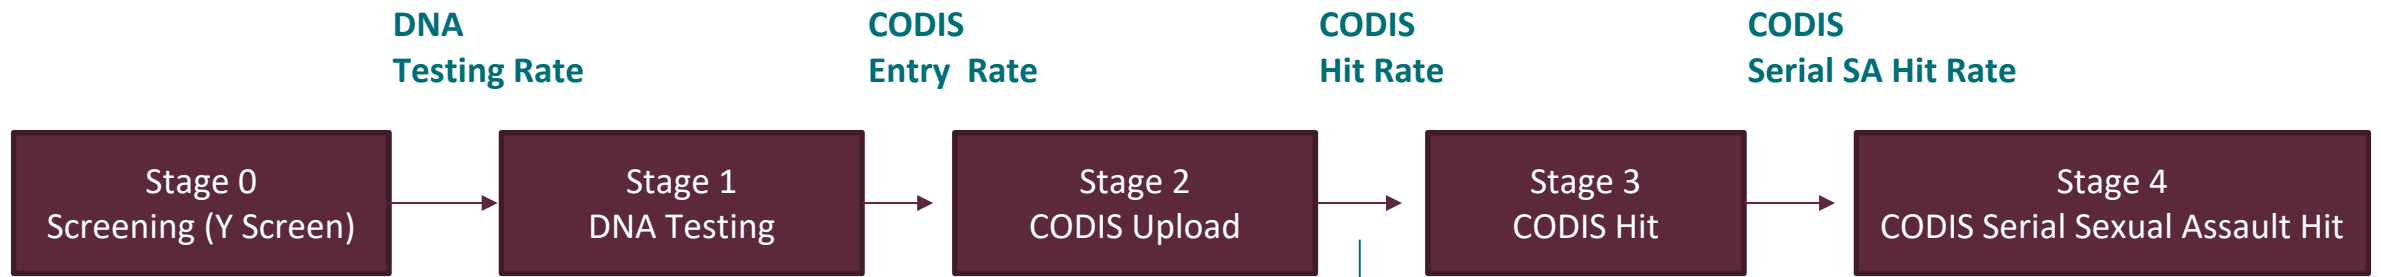 DNA
Testing Rate
CODIS
Entry  Rate
CODIS
Hit Rate
CODIS
Serial SA Hit Rate
Stage 0
Screening (Y Screen)
Stage 1
DNA Testing
Stage 2
CODIS Upload
Stage 3
CODIS Hit
Stage 4
CODIS Serial Sexual Assault Hit